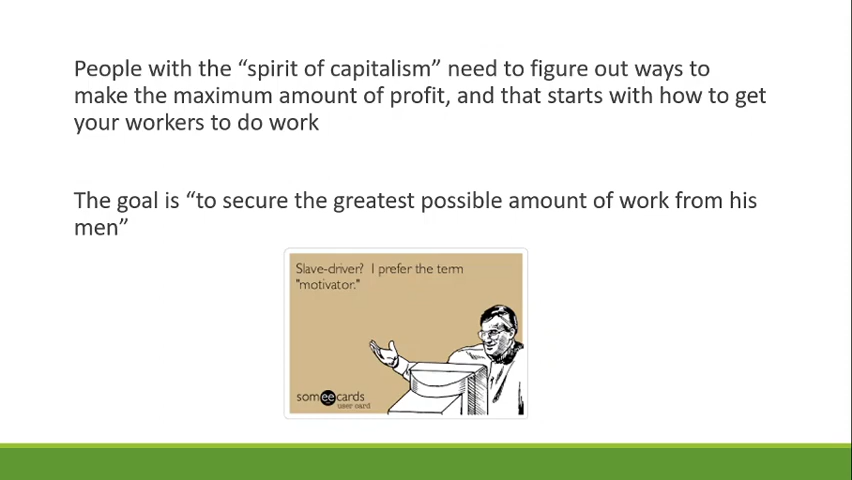 People with the “spirit of capitalism” need to figure out ways to
make the maximum amount of profit, and that starts with how to get
your workers to do work
The goal is “to secure the greatest possible amount of work from his
men”
Slave-driver?  I prefer the term
"motivator."
someecards
user card